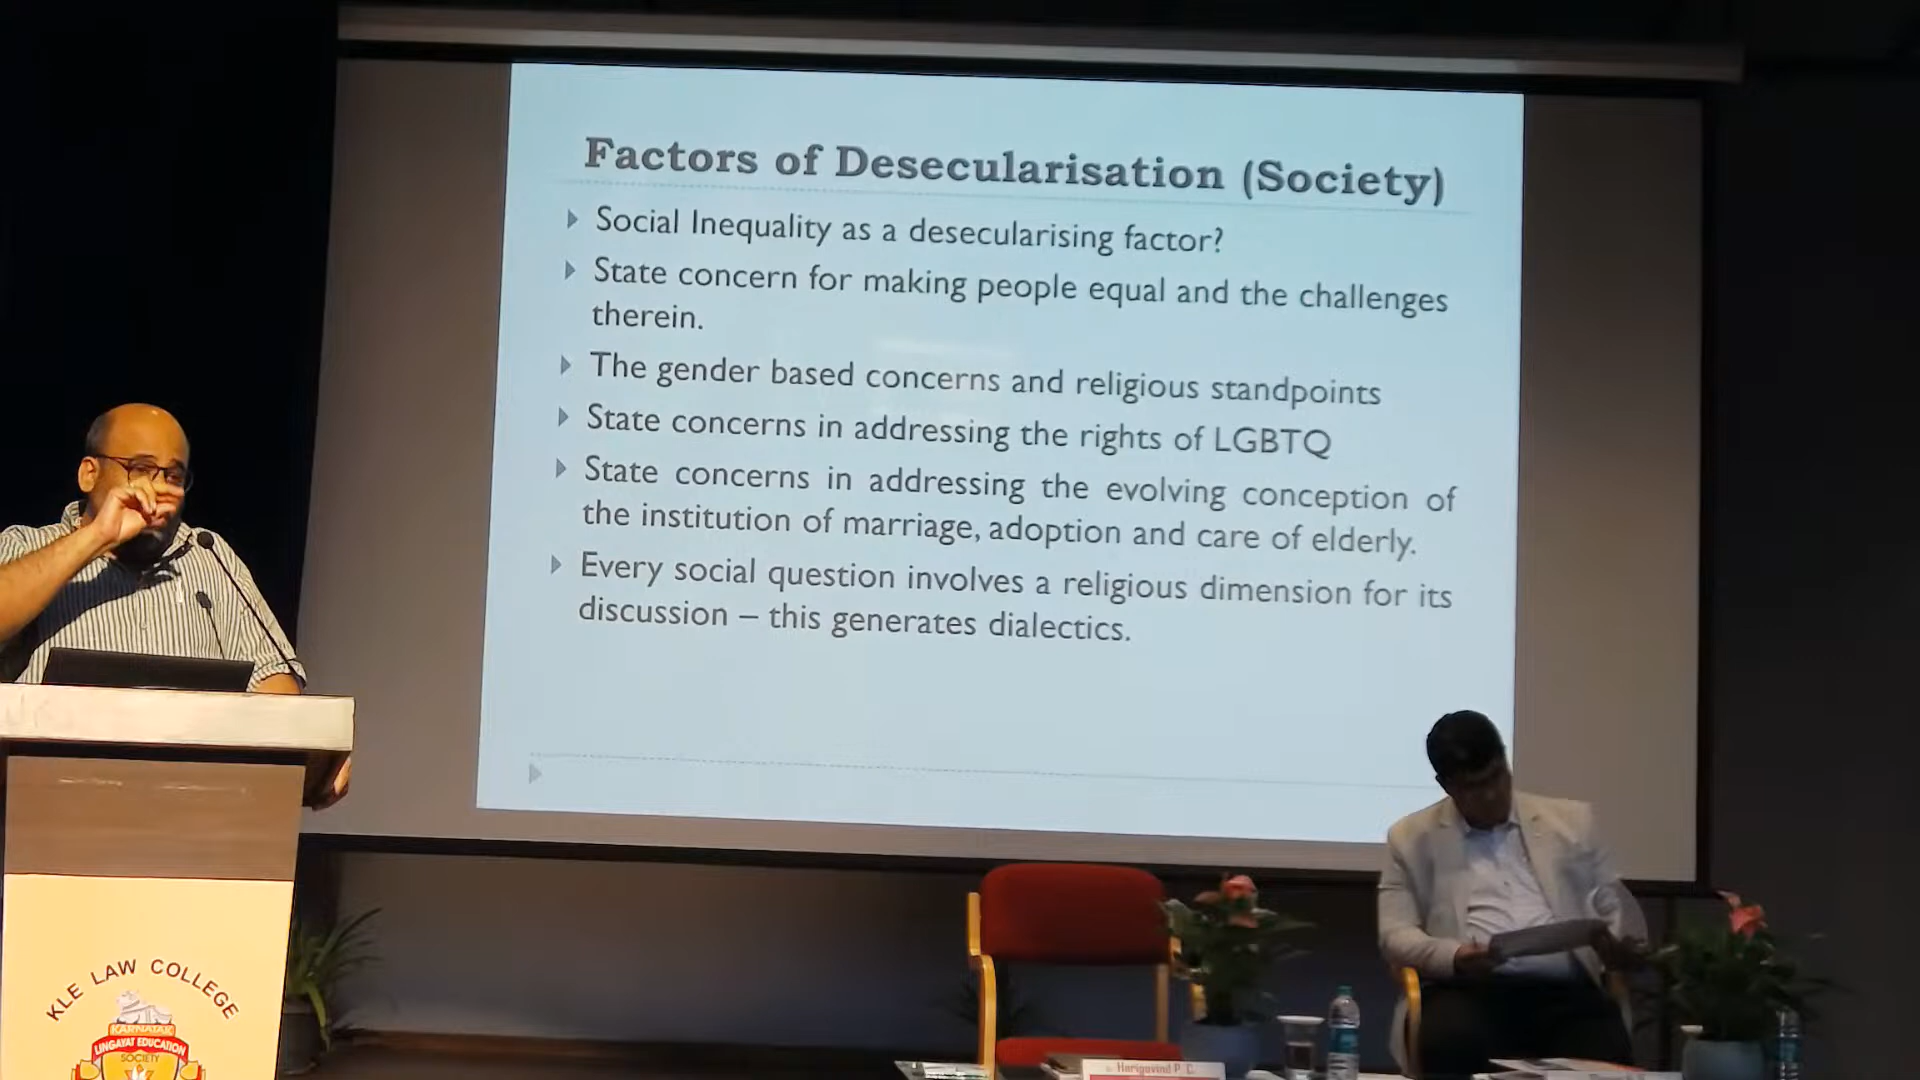 Factors of Desecularisation (Society)
Social Inequality as a desecularising factor?
State concern for making people equal and the challenges
therein.
The gender based concerns and religious standpoints
State concerns in addressing the rights of LGBTQ
State concerns in addressing the evolving conception of
the institution of marriage, adoption and care of elderly.
Every social question involves a religious dimension for its
discussion – this generates dialectics.
KLE LAW COLLEGE
KARNATAK
LINGAYAT EDUCATION
SOCIETY
Harigovind P. C.